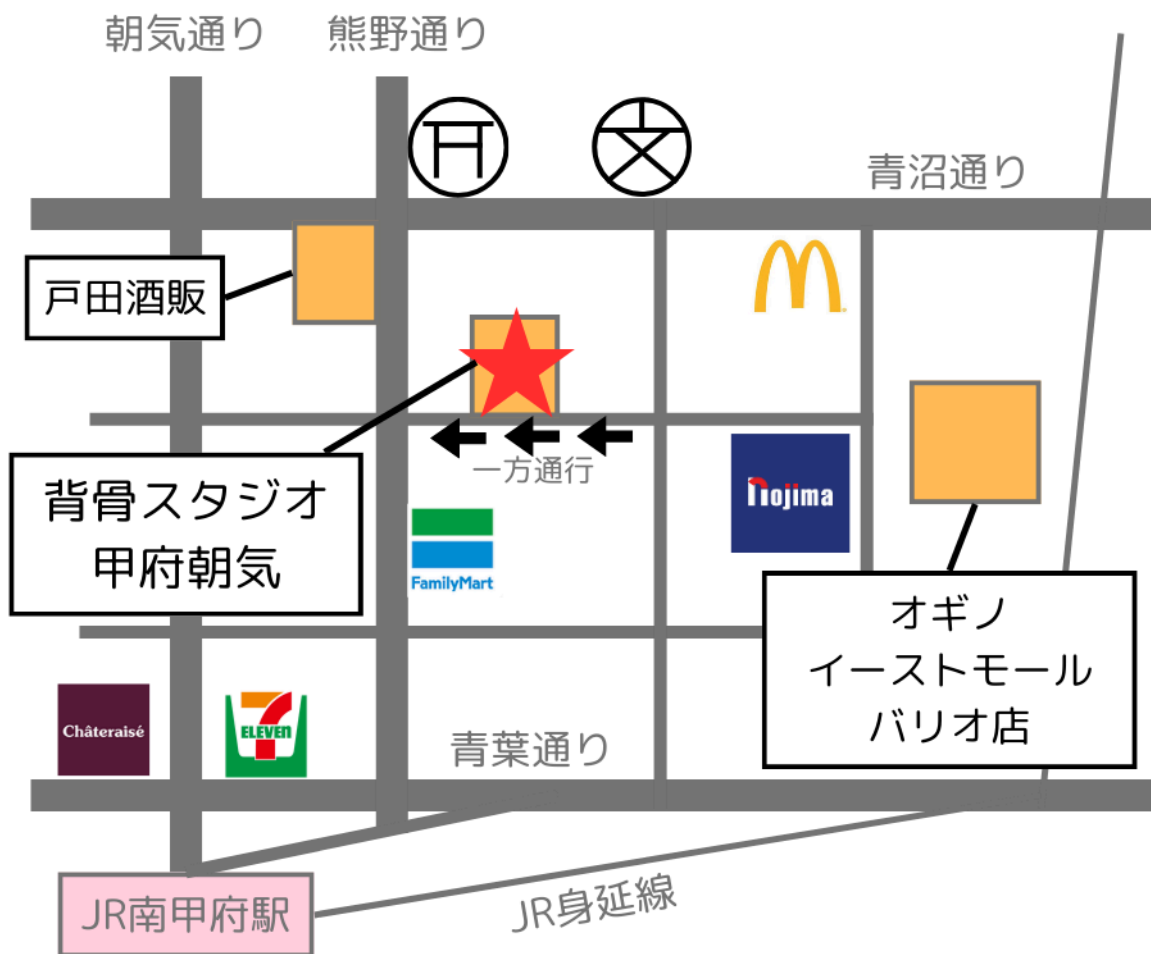 朝気通り
熊野通り
青沼通り
戸田酒販
一方通行
背骨スタジオ
甲府朝気
nojima
FamilyMart
オギノ
イーストモール
バリオ店
Châteraisé
7
ELEVEN
青葉通り
JR南甲府駅
JR身延線